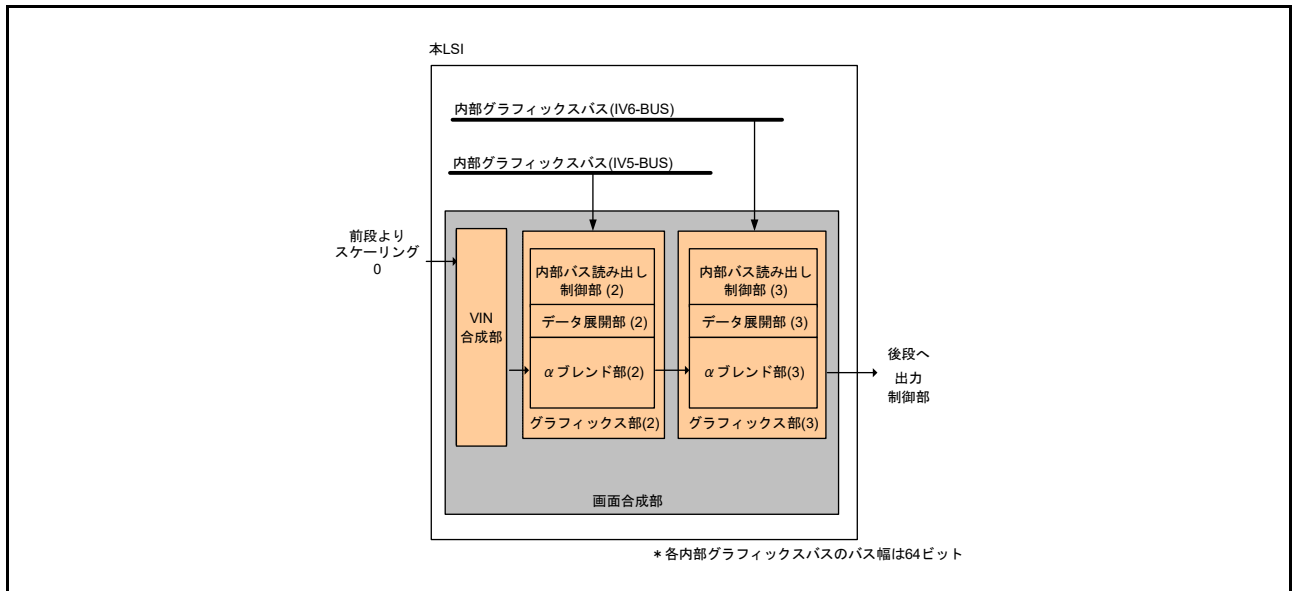 本LSI
内部グラフィックスバス(IV6-BUS)
内部グラフィックスバス(IV5-BUS)
前段より
スケーリング
0
VIN
合成部
内部バス読み出し
制御部 (2)
データ展開部 (2)
αブレンド部(2)
グラフィックス部(2)
内部バス読み出し
制御部 (3)
データ展開部 (3)
αブレンド部(3)
グラフィックス部(3)
後段へ
出力
制御部
画面合成部
* 各内部グラフィックスバスのバス幅は64ビット